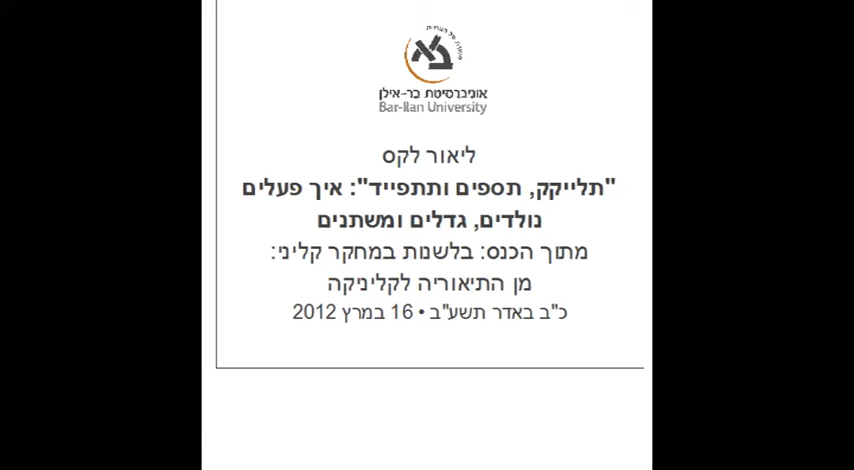 אוניברסיטת בר-אילן
Bar-Ilan University
ליאור לקס
"תלייקק, תספים ותתפייד": איך פעלים
נולדים, גדלים ומשתנים
מתוך הכנס: בלשנות במחקר קליני:
מן התיאוריה לקליניקה
כ"ב באדר תשע"ב • 16 במרץ 2012